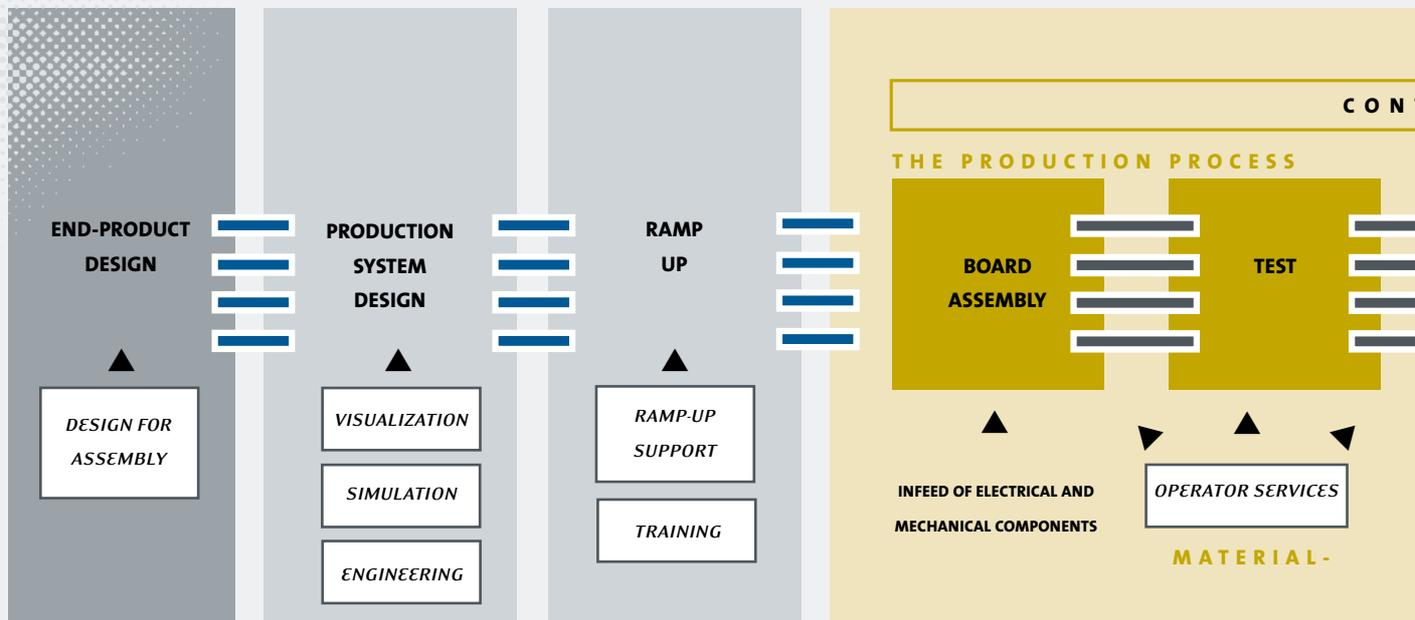 END-PRODUCT
DESIGN
DESIGN FOR
ASSEMBLY
PRODUCTION
SYSTEM
DESIGN
VISUALIZATION
SIMULATION
ENGINEERING
RAMP
UP
RAMP-UP
SUPPORT
TRAINING
CON
THE PRODUCTION PROCESS
BOARD
ASSEMBLY
TEST
INFEED OF ELECTRICAL AND
MECHANICAL COMPONENTS
OPERATOR SERVICES
MATERIAL-